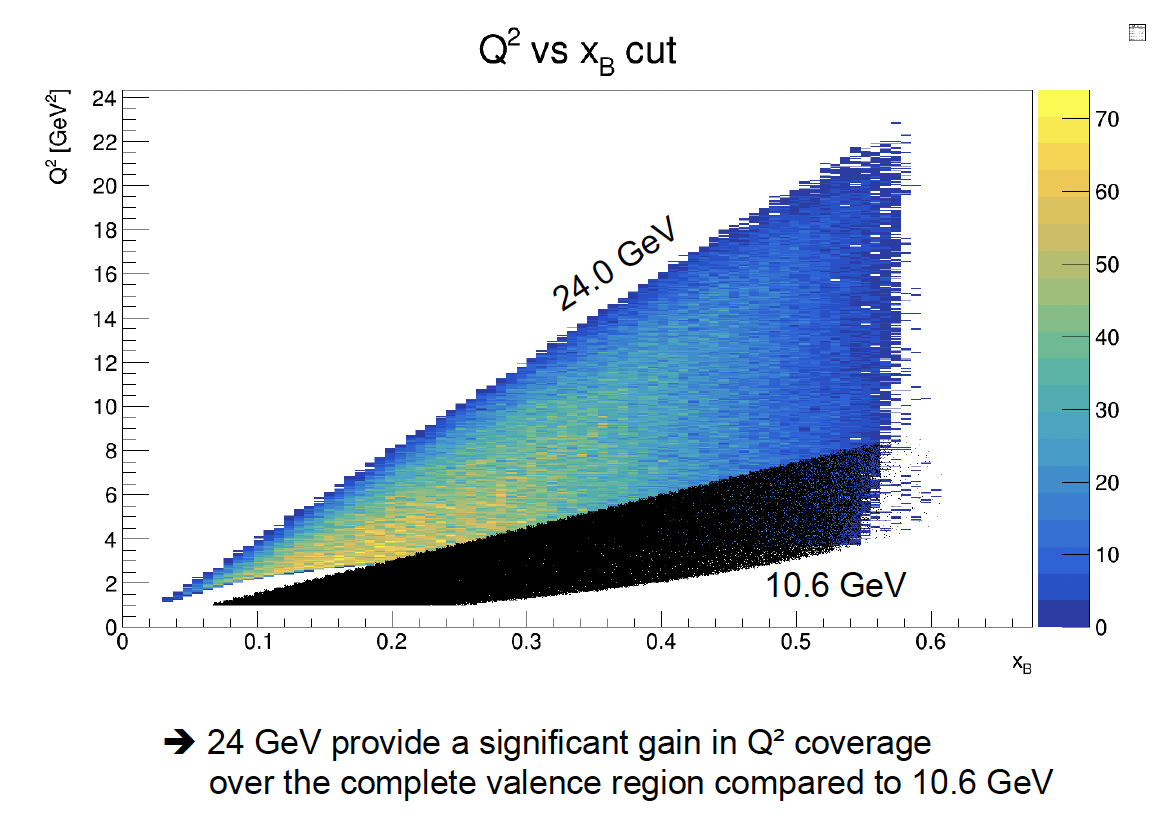 Q² vs x_B cut
Q² [GeV²]
24
22
20
18
16
14
12
10
8
6
4
2
0
24.0 GeV
10.6 GeV
0 0.1 0.2 0.3 0.4 0.5 0.6
x_B
70
60
50
40
30
20
10
0
➔ 24 GeV provide a significant gain in Q² coverage
over the complete valence region compared to 10.6 GeV